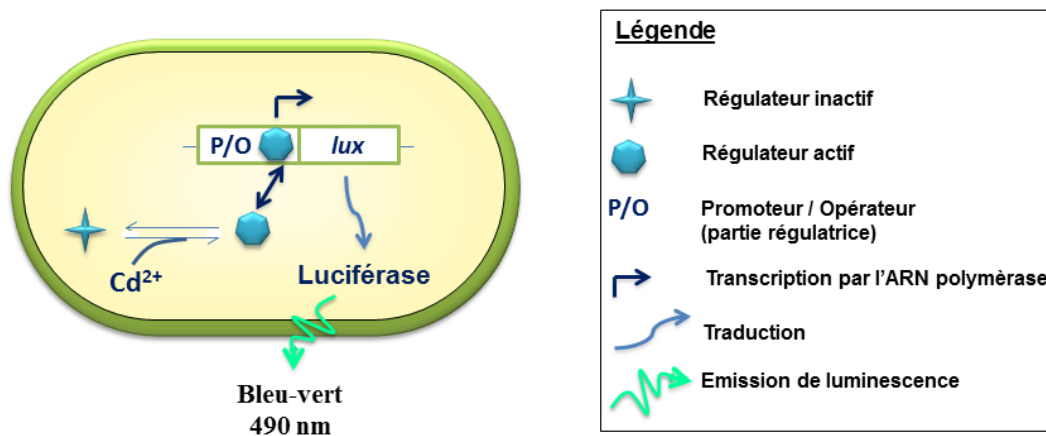 P/O
lux
Cd2+
Luciférase
Bleu-vert
490 nm
Légende
Régulateur inactif
Régulateur actif
P/O
Promoteur / Opérateur
(partie régulatrice)
Transcription par l'ARN polymèrase
Traduction
Emission de luminescence